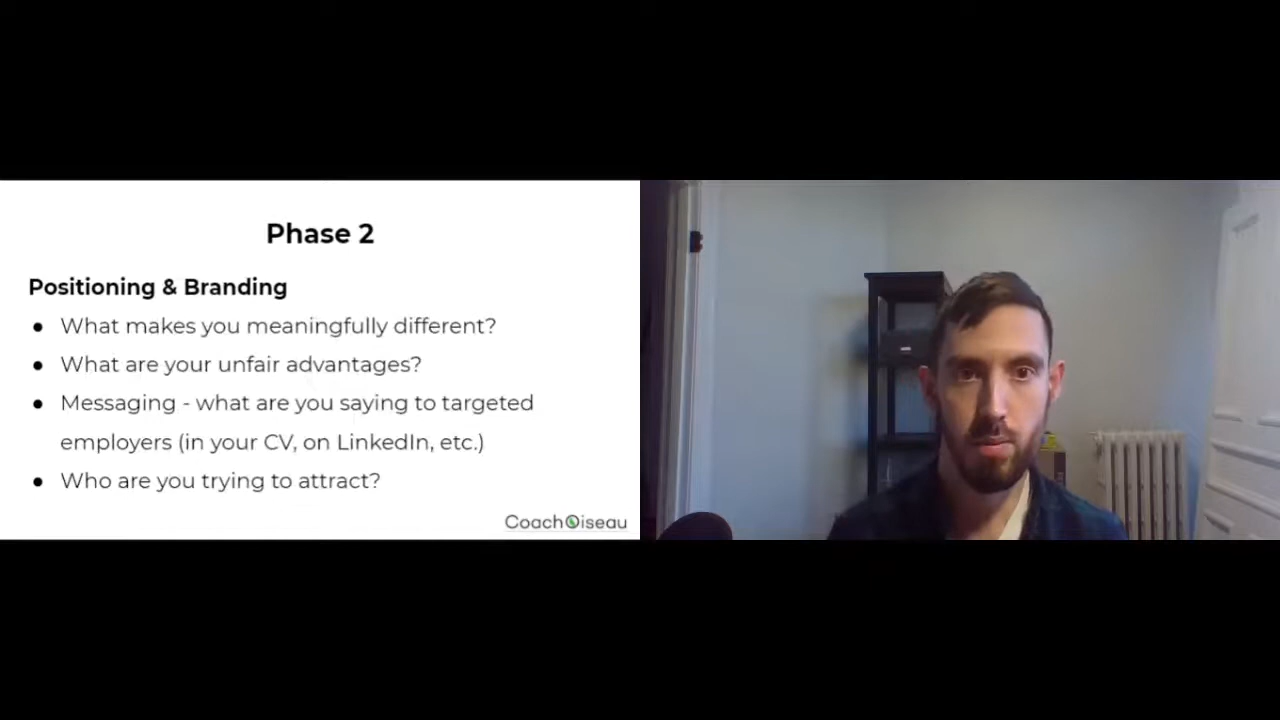 Phase 2
Positioning & Branding
● What makes you meaningfully different?
● What are your unfair advantages?
● Messaging - what are you saying to targeted
employers (in your CV, on LinkedIn, etc.)
● Who are you trying to attract?
CoachOiseau